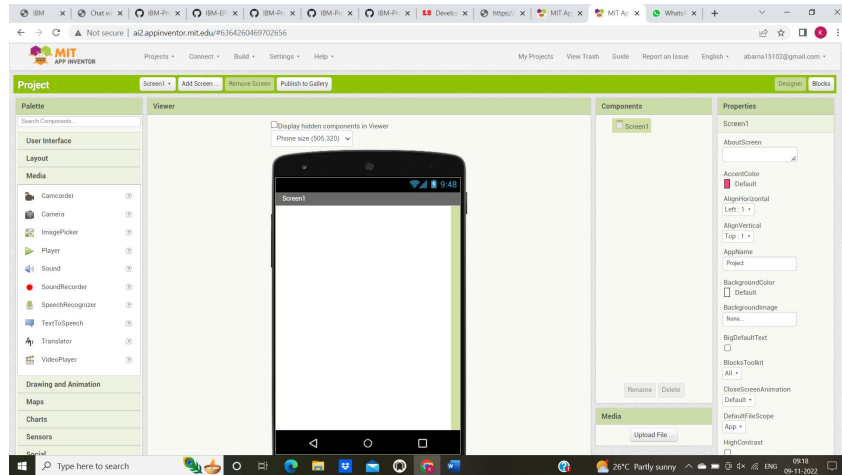 IBM
Chat wi
IBM-Pro
IBM-EP
IBM-Pro
IBM-Pro
IBM-Pro
Develop
https://
MIT Ap
MIT Ap
WhatsA
Not secure | ai2.appinventor.mit.edu/#6364260469702656
K
MIT
APP INVENTOR
Projects
Connect
Build
Settings
Help
My Projects
View Trash
Guide
Report an Issue
English
abarna15102@gmail.com
Project
Screen1
Add Screen ...
Remove Screen
Publish to Gallery
Designer
Blocks
Palette
Search Components...
User Interface
Layout
Media
Camcorder
Camera
ImagePicker
Player
Sound
SoundRecorder
SpeechRecognizer
TextToSpeech
Translator
VideoPlayer
Drawing and Animation
Maps
Charts
Sensors
Social
Viewer
Display hidden components in Viewer
Phone size (505,320)
9:48
Screen1
Components
Screen1
Rename
Delete
Media
Upload File ...
Properties
Screen1
AboutScreen
AccentColor
Default
AlignHorizontal
Left : 1
AlignVertical
Top : 1
AppName
Project
BackgroundColor
Default
BackgroundImage
None...
BigDefaultText
BlocksToolkit
All
CloseScreenAnimation
Default
DefaultFileScope
App
HighContrast
Type here to search
26°C Partly sunny
ENG
09:18
09-11-2022